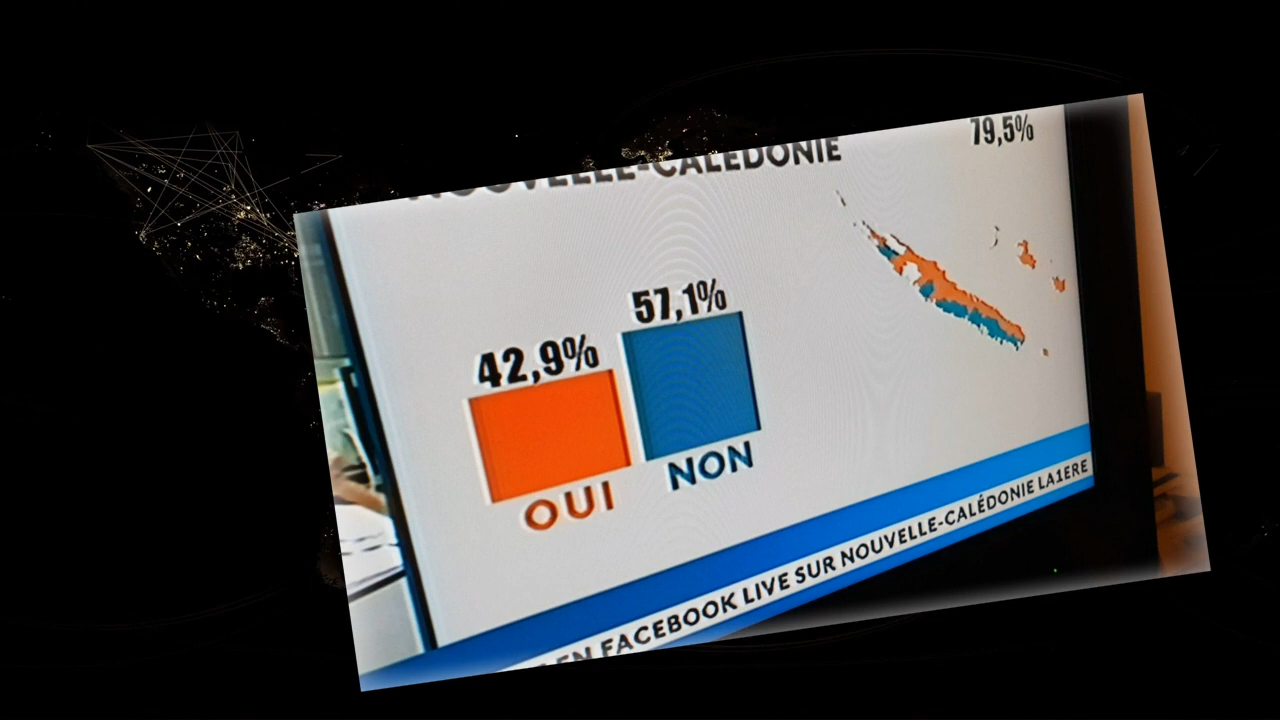 NOUVELLE-CALÉDONIE
79,5%
57,1%
42,9%
OUI
NON
EN FACEBOOK LIVE SUR NOUVELLE-CALÉDONIE LA1ERE